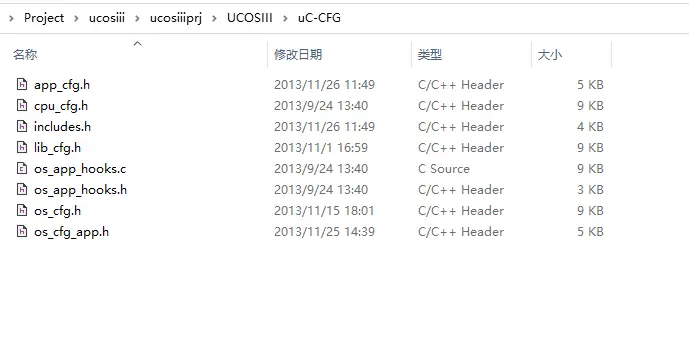 Project > ucosiii > ucosiiiprj > UCOSIII > uC-CFG
名称 修改日期 类型 大小
app_cfg.h 2013/11/26 11:49 C/C++ Header 5 KB
cpu_cfg.h 2013/9/24 13:40 C/C++ Header 9 KB
includes.h 2013/11/26 11:49 C/C++ Header 4 KB
lib_cfg.h 2013/11/1 16:59 C/C++ Header 9 KB
os_app_hooks.c 2013/9/24 13:40 C Source 9 KB
os_app_hooks.h 2013/9/24 13:40 C/C++ Header 3 KB
os_cfg.h 2013/11/15 18:01 C/C++ Header 9 KB
os_cfg_app.h 2013/11/25 14:39 C/C++ Header 5 KB